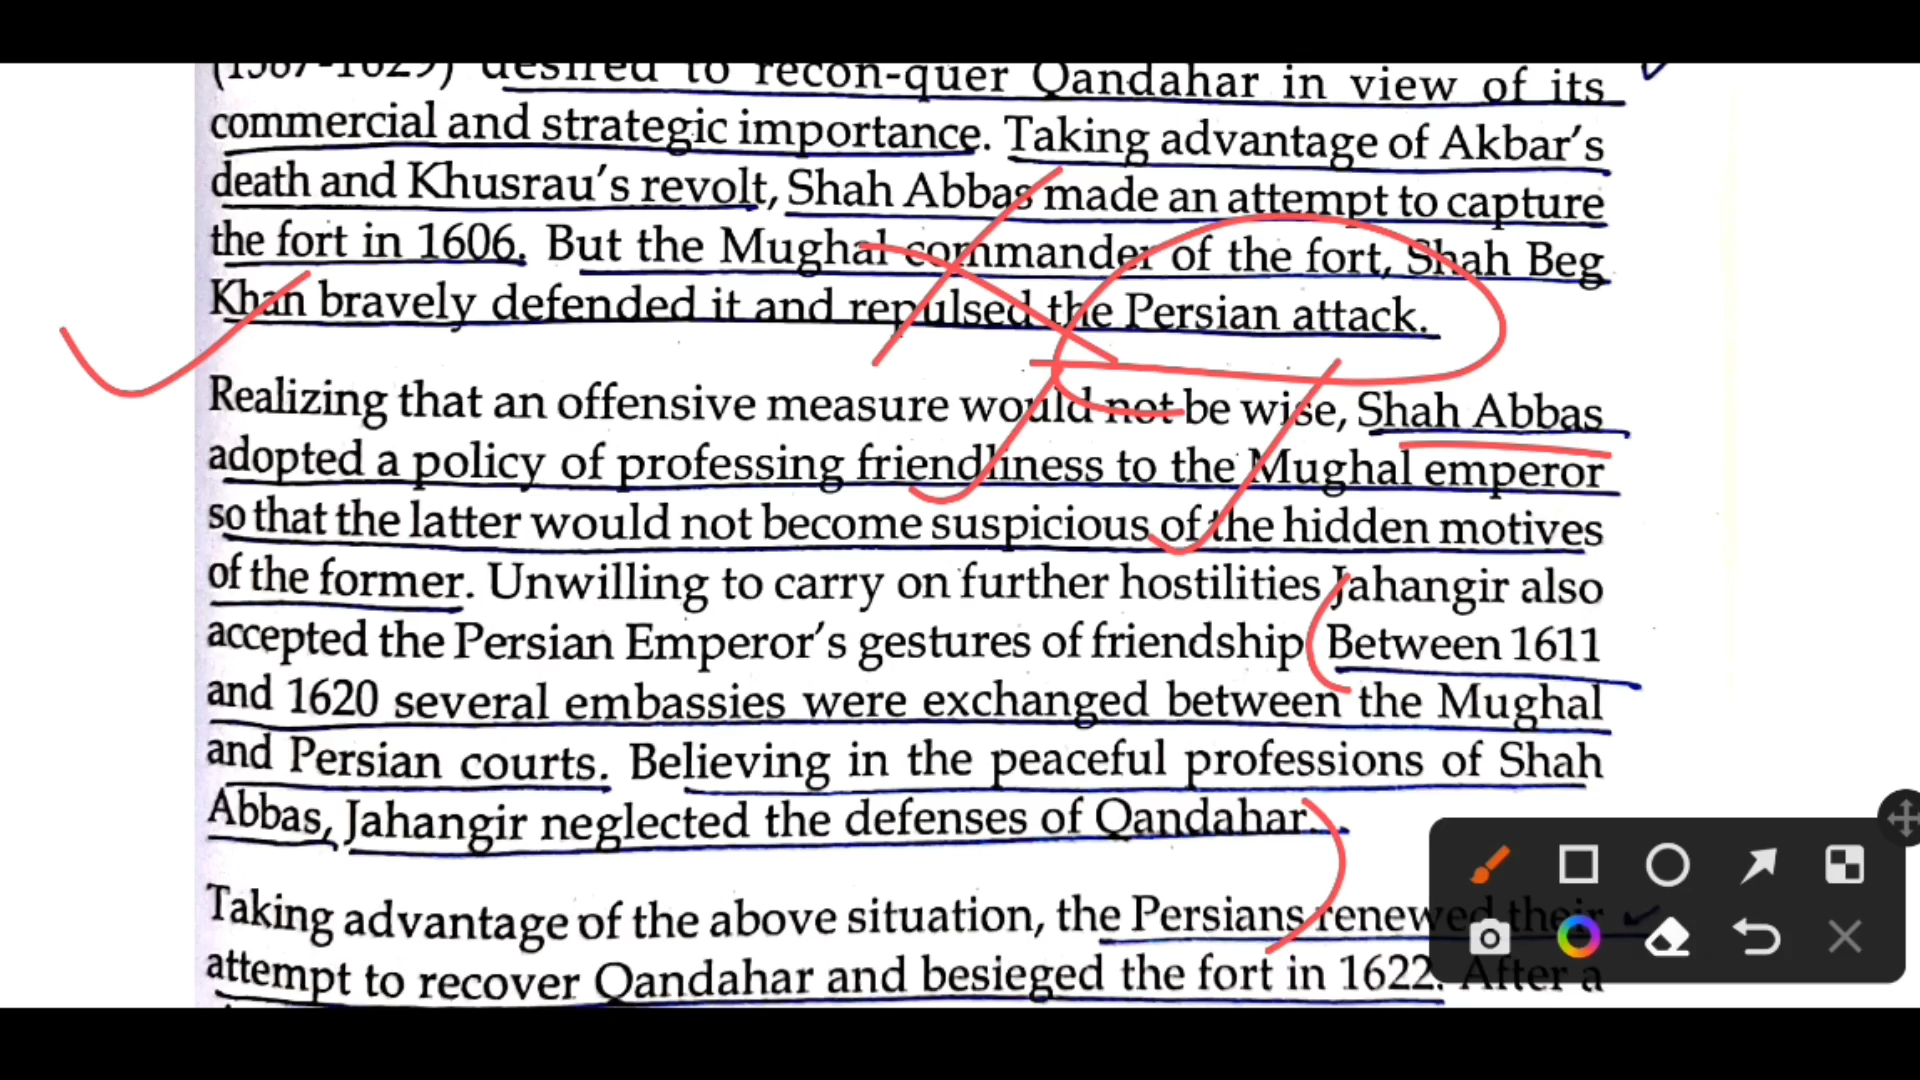 (1587-1629) desired to recon-quer Qandahar in view of its
commercial and strategic importance. Taking advantage of Akbar's
death and Khusrau's revolt, Shah Abbas made an attempt to capture
the fort in 1606. But the Mughal commander of the fort, Shah Beg
Khan bravely defended it and repulsed the Persian attack.
Realizing that an offensive measure would not be wise, Shah Abbas
adopted a policy of professing friendliness to the Mughal emperor
so that the latter would not become suspicious of the hidden motives
of the former. Unwilling to carry on further hostilities Jahangir also
accepted the Persian Emperor's gestures of friendship Between 1611
and 1620 several embassies were exchanged between the Mughal
and Persian courts. Believing in the peaceful professions of Shah
Abbas, Jahangir neglected the defenses of Qandahar.
Taking advantage of the above situation, the Persians renewed their
attempt to recover Qandahar and besieged the fort in 1622. After a